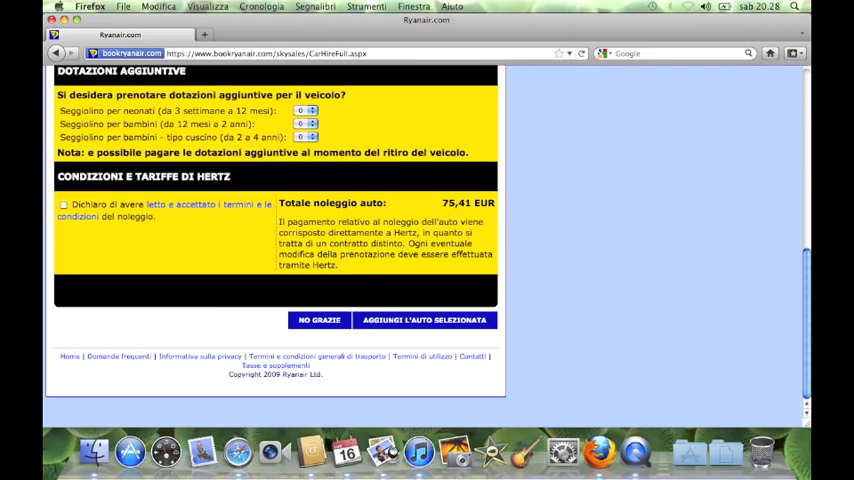 Firefox File Modifica Visualizza Cronologia Segnalibri Strumenti Finestra Aiuto sab 20.28
Ryanair.com
Ryanair.com
bookryanair.com https://www.bookryanair.com/skysales/CarHireFull.aspx Google
DOTAZIONI AGGIUNTIVE
Si desidera prenotare dotazioni aggiuntive per il veicolo?
Seggiolino per neonati (da 3 settimane a 12 mesi): 0
Seggiolino per bambini (da 12 mesi a 2 anni): 0
Seggiolino per bambini - tipo cuscino (da 2 a 4 anni): 0
Nota: e possibile pagare le dotazioni aggiuntive al momento del ritiro del veicolo.
CONDIZIONI E TARIFFE DI HERTZ
Dichiaro di avere letto e accettato i termini e le
condizioni del noleggio.
Totale noleggio auto: 75,41 EUR
Il pagamento relativo al noleggio dell'auto viene
corrisposto direttamente a Hertz, in quanto si
tratta di un contratto distinto. Ogni eventuale
modifica della prenotazione deve essere effettuata
tramite Hertz.
NO GRAZIE AGGIUNGI L'AUTO SELEZIONATA
Home | Domande frequenti | Informativa sulla privacy | Termini e condizioni generali di trasporto | Termini di utilizzo | Contatti |
Tasse e supplementi
Copyright 2009 Ryanair Ltd.
16